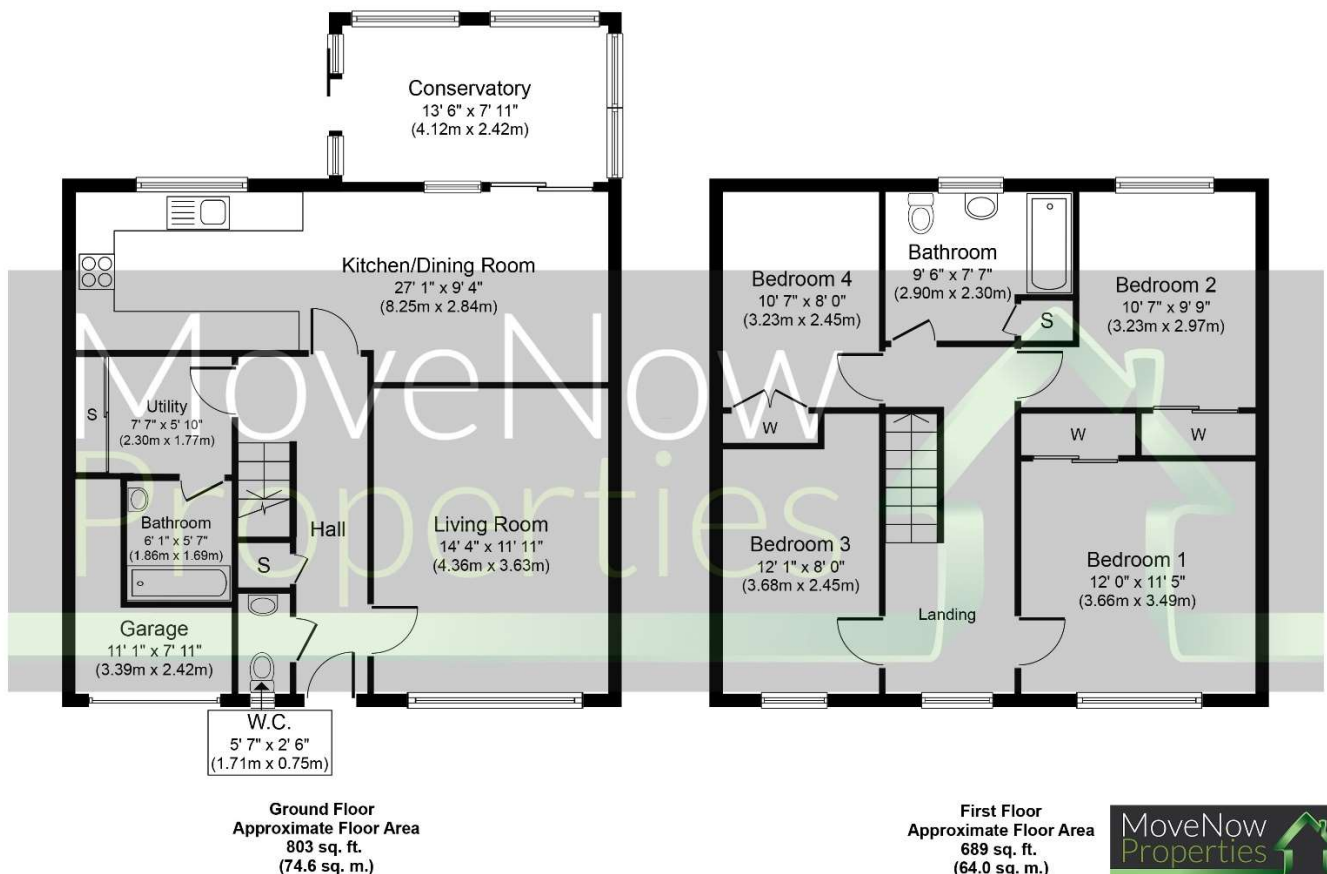 Conservatory
13' 6" x 7' 11"
(4.12m x 2.42m)
Kitchen/Dining Room
27' 1" x 9' 4"
(8.25m x 2.84m)
S
Utility
7' 7" x 5' 10"
(2.30m x 1.77m)
Bathroom
6' 1" x 5' 7"
(1.86m x 1.69m)
Hall
S
Living Room
14' 4" x 11' 11"
(4.36m x 3.63m)
Garage
11' 1" x 7' 11"
(3.39m x 2.42m)
W.C.
5' 7" x 2' 6"
(1.71m x 0.75m)
Ground Floor
Approximate Floor Area
803 sq. ft.
(74.6 sq. m.)
Bedroom 4
10' 7" x 8' 0"
(3.23m x 2.45m)
Bathroom
9' 6" x 7' 7"
(2.90m x 2.30m)
S
Bedroom 2
10' 7" x 9' 9"
(3.23m x 2.97m)
W
W
W
Bedroom 3
12' 1" x 8' 0"
(3.68m x 2.45m)
Landing
Bedroom 1
12' 0" x 11' 5"
(3.66m x 3.49m)
First Floor
Approximate Floor Area
689 sq. ft.
(64.0 sq. m.)
MoveNow
Properties
MoveNow
Properties